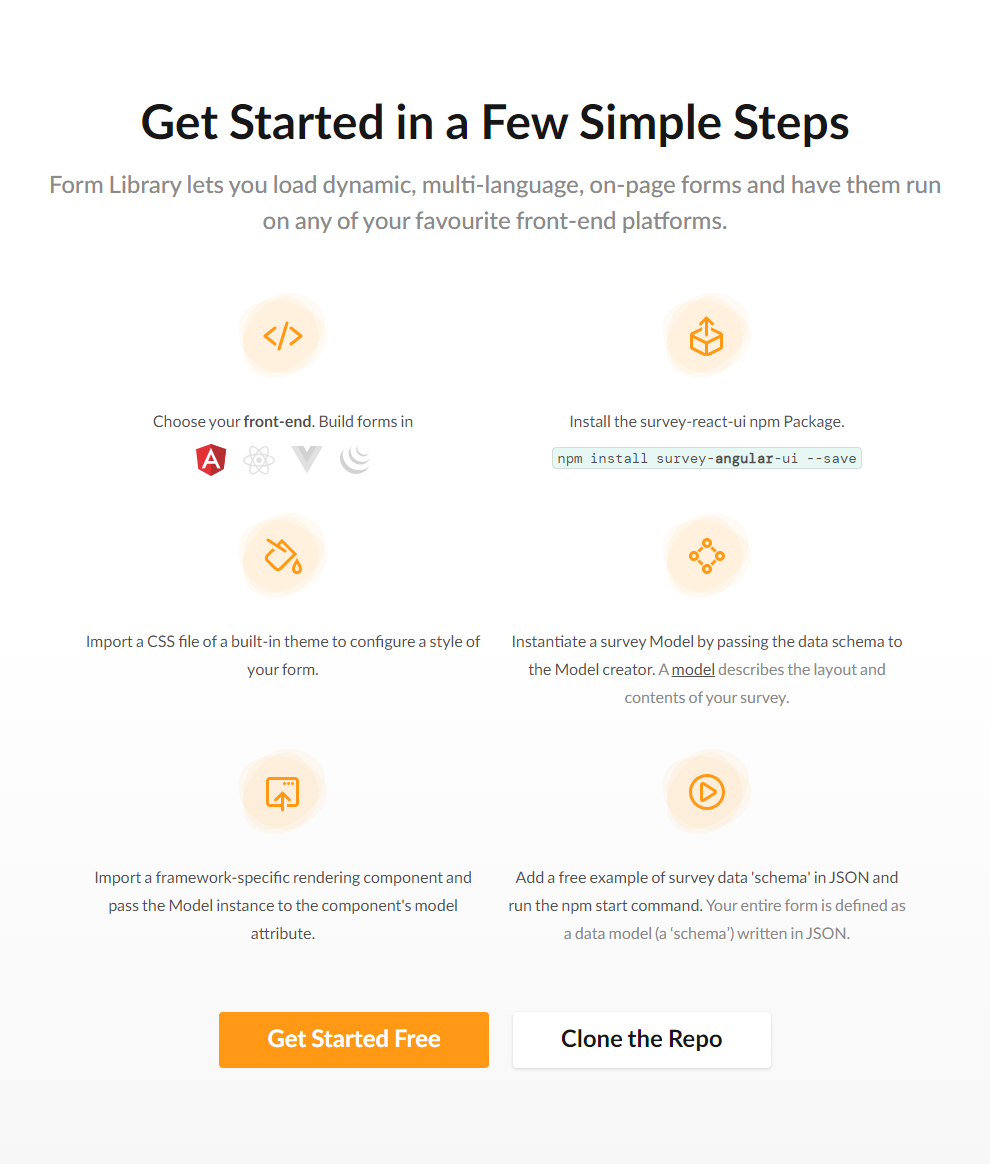 Get Started in a Few Simple Steps
Form Library lets you load dynamic, multi-language, on-page forms and have them run
on any of your favourite front-end platforms.
Choose your front-end. Build forms in
Install the survey-react-ui npm Package.
npm install survey-angular-ui --save
Import a CSS file of a built-in theme to configure a style of
your form.
Instantiate a survey Model by passing the data schema to
the Model creator. A model describes the layout and
contents of your survey.
Import a framework-specific rendering component and
pass the Model instance to the component's model
attribute.
Add a free example of survey data 'schema' in JSON and
run the npm start command. Your entire form is defined as
a data model (a ‘schema’) written in JSON.
Get Started Free
Clone the Repo